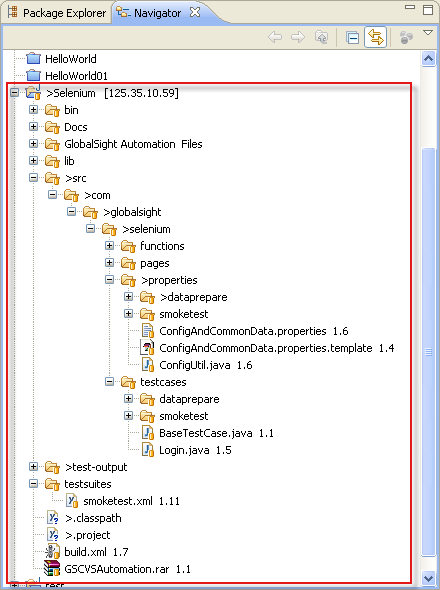 Package Explorer Navigator
HelloWorld
HelloWorld01
>Selenium [125.35.10.59]
bin
Docs
GlobalSight Automation Files
lib
>src
>com
>globalsight
>selenium
functions
pages
>properties
>dataprepare
smoketest
ConfigAndCommonData.properties 1.6
ConfigAndCommonData.properties.template 1.4
ConfigUtil.java 1.6
testcases
dataprepare
smoketest
BaseTestCase.java 1.1
Login.java 1.5
>test-output
testsuites
smoketest.xml 1.11
>.classpath
>.project
build.xml 1.7
GSCVSAutomation.rar 1.1